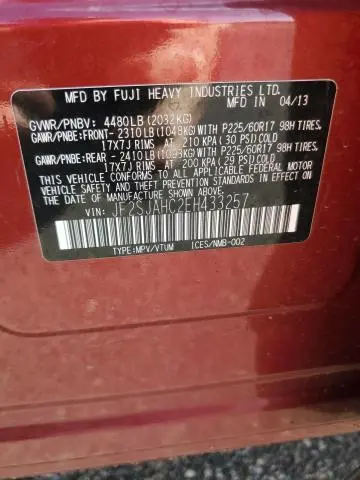 MFD BY FUJI HEAVY INDUSTRIES LTD.
MFD IN 04/13
GVWR/PNBV: 4480LB(2032KG)
GAWR/PNBE:FRONT- 2310LB(1048KG)WITH P225/60R17 98H TIRES,
17X7J RIMS AT 210 KPA(30 PSI)COLD
GAWR/PNBE:REAR - 2410LB(1093KG)WITH P225/60R17 98H TIRES,
17X7J RIMS AT 200 KPA(29 PSI)COLD
THIS VEHICLE CONFORMS TO ALL APPLICABLE
FEDERAL MOTOR VEHICLE SAFETY STANDARDS
IN EFFECT ON THE DATE OF MANUFACTURE SHOWN ABOVE.
VIN: JF2SJAHC2EH433257
TYPE:MPV/VTUM ICES/NMB-002